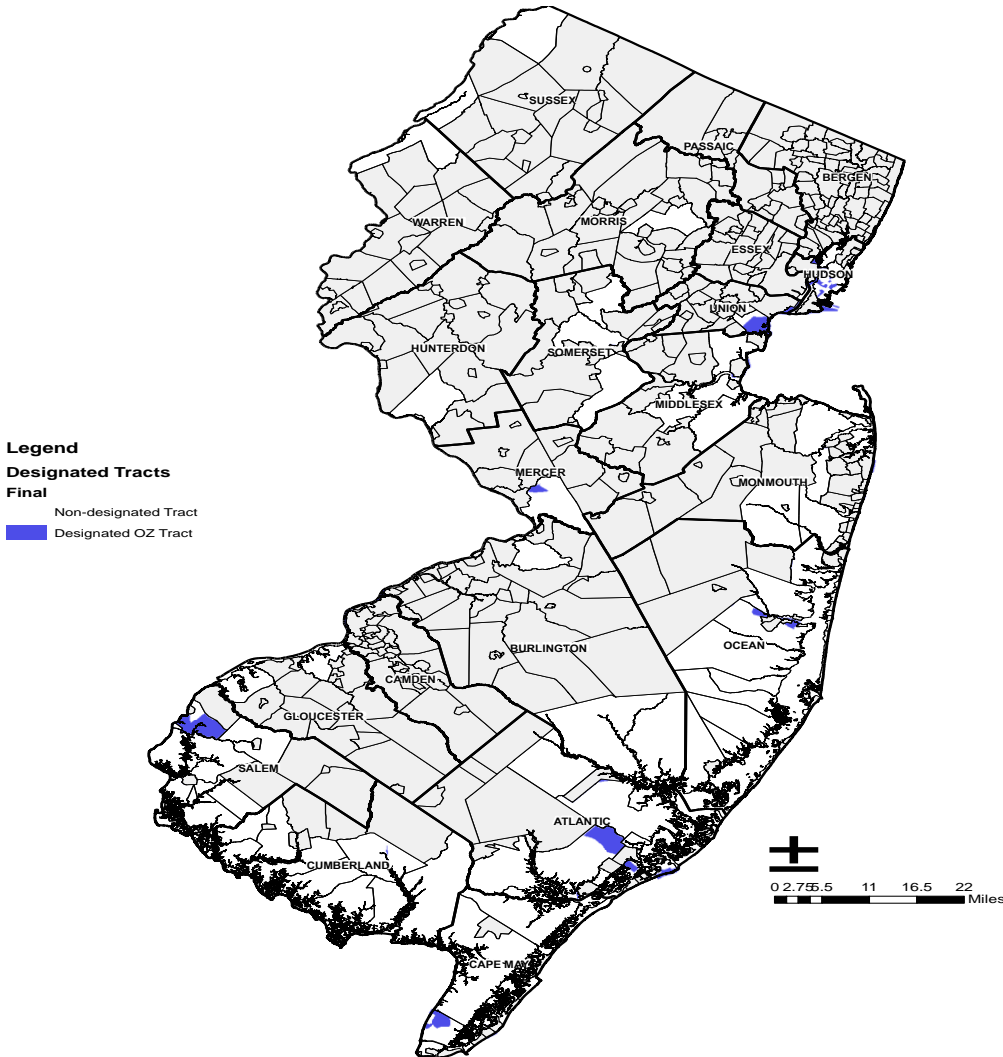 SUSSEX
PASSAIC
BERGEN
WARREN
MORRIS
ESSEX
HUDSON
UNION
HUNTERDON
SOMERSET
MIDDLESEX
Legend
Designated Tracts
Final
Non-designated Tract
Designated OZ Tract
MERCER
MONMOUTH
OCEAN
BURLINGTON
CAMDEN
GLOUCESTER
SALEM
ATLANTIC
CUMBERLAND
CAPE MAY
0 2.75 5.5 11 16.5 22
Miles